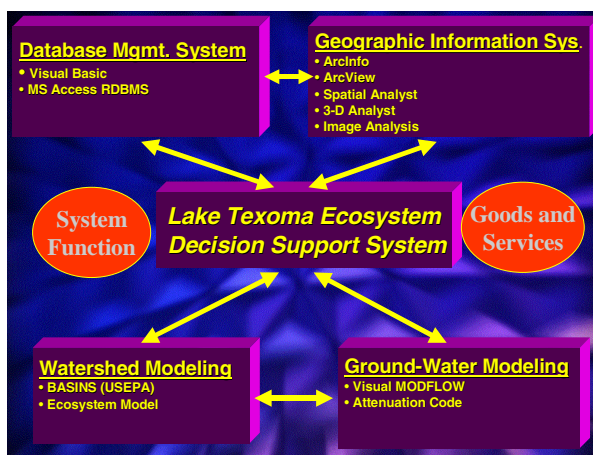 Database Mgmt. System
• Visual Basic
• MS Access RDBMS
Geographic Information Sys.
• ArcInfo
• ArcView
• Spatial Analyst
• 3-D Analyst
• Image Analysis
System
Function
Lake Texoma Ecosystem
Decision Support System
Goods and
Services
Watershed Modeling
• BASINS (USEPA)
• Ecosystem Model
Ground-Water Modeling
• Visual MODFLOW
• Attenuation Code